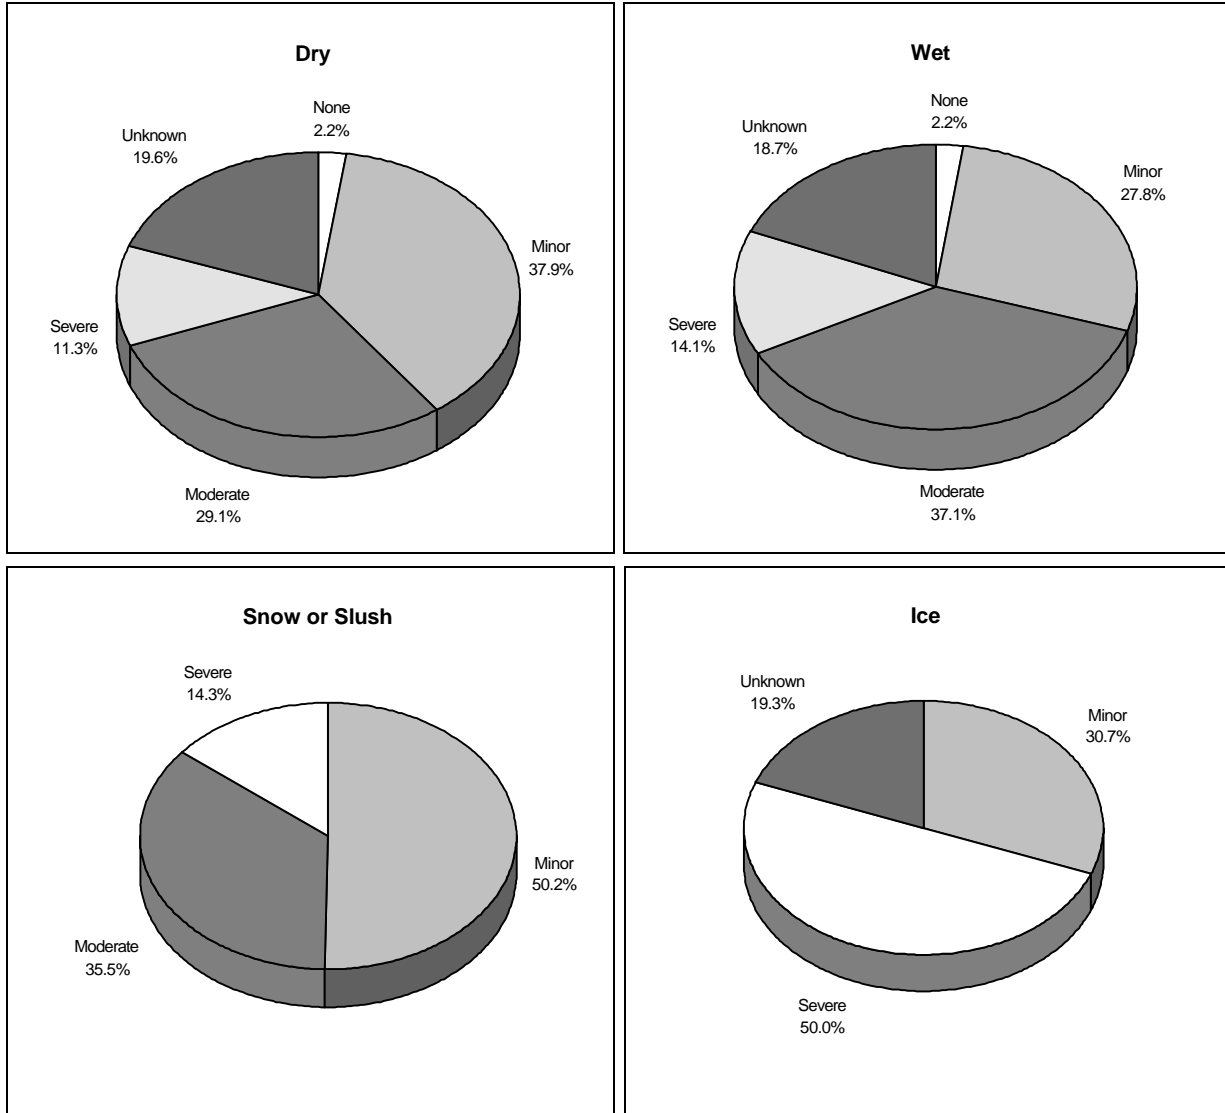 Dry
None
2.2%
Unknown
19.6%
Minor
37.9%
Severe
11.3%
Moderate
29.1%
Wet
None
2.2%
Unknown
18.7%
Minor
27.8%
Severe
14.1%
Moderate
37.1%
Snow or Slush
Severe
14.3%
Minor
50.2%
Moderate
35.5%
Ice
Unknown
19.3%
Minor
30.7%
Severe
50.0%